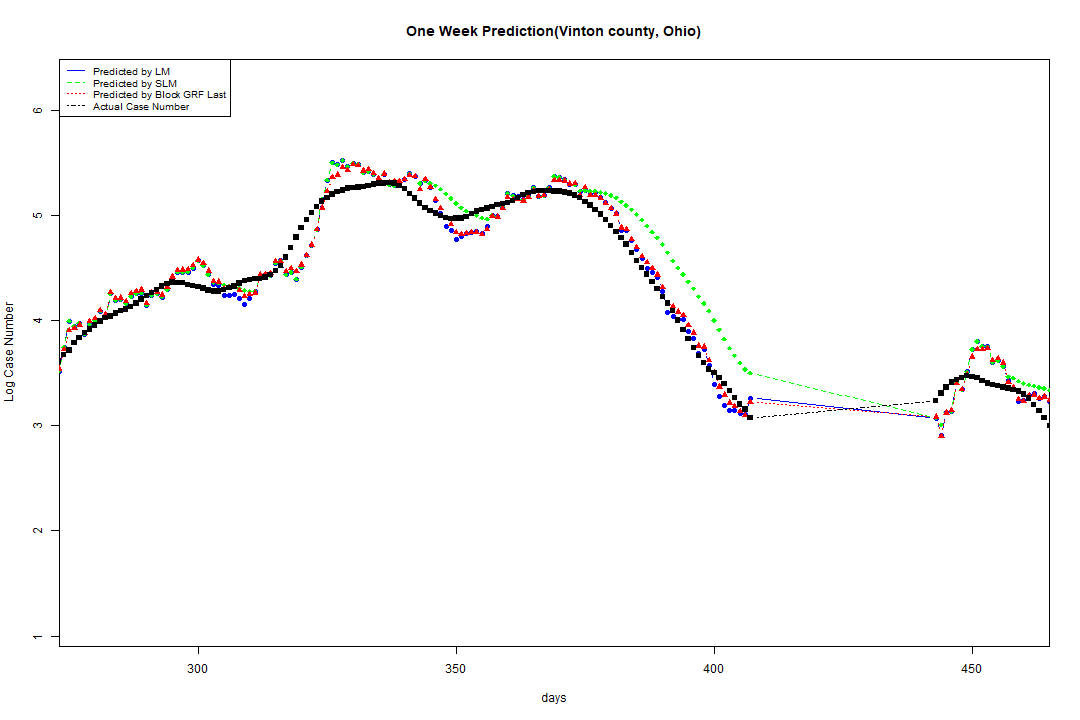 One Week Prediction(Vinton county, Ohio)
Predicted by LM
Predicted by SLM
Predicted by Block GRF Last
Actual Case Number
Log Case Number
6
5
4
3
2
1
300
350
400
450
days